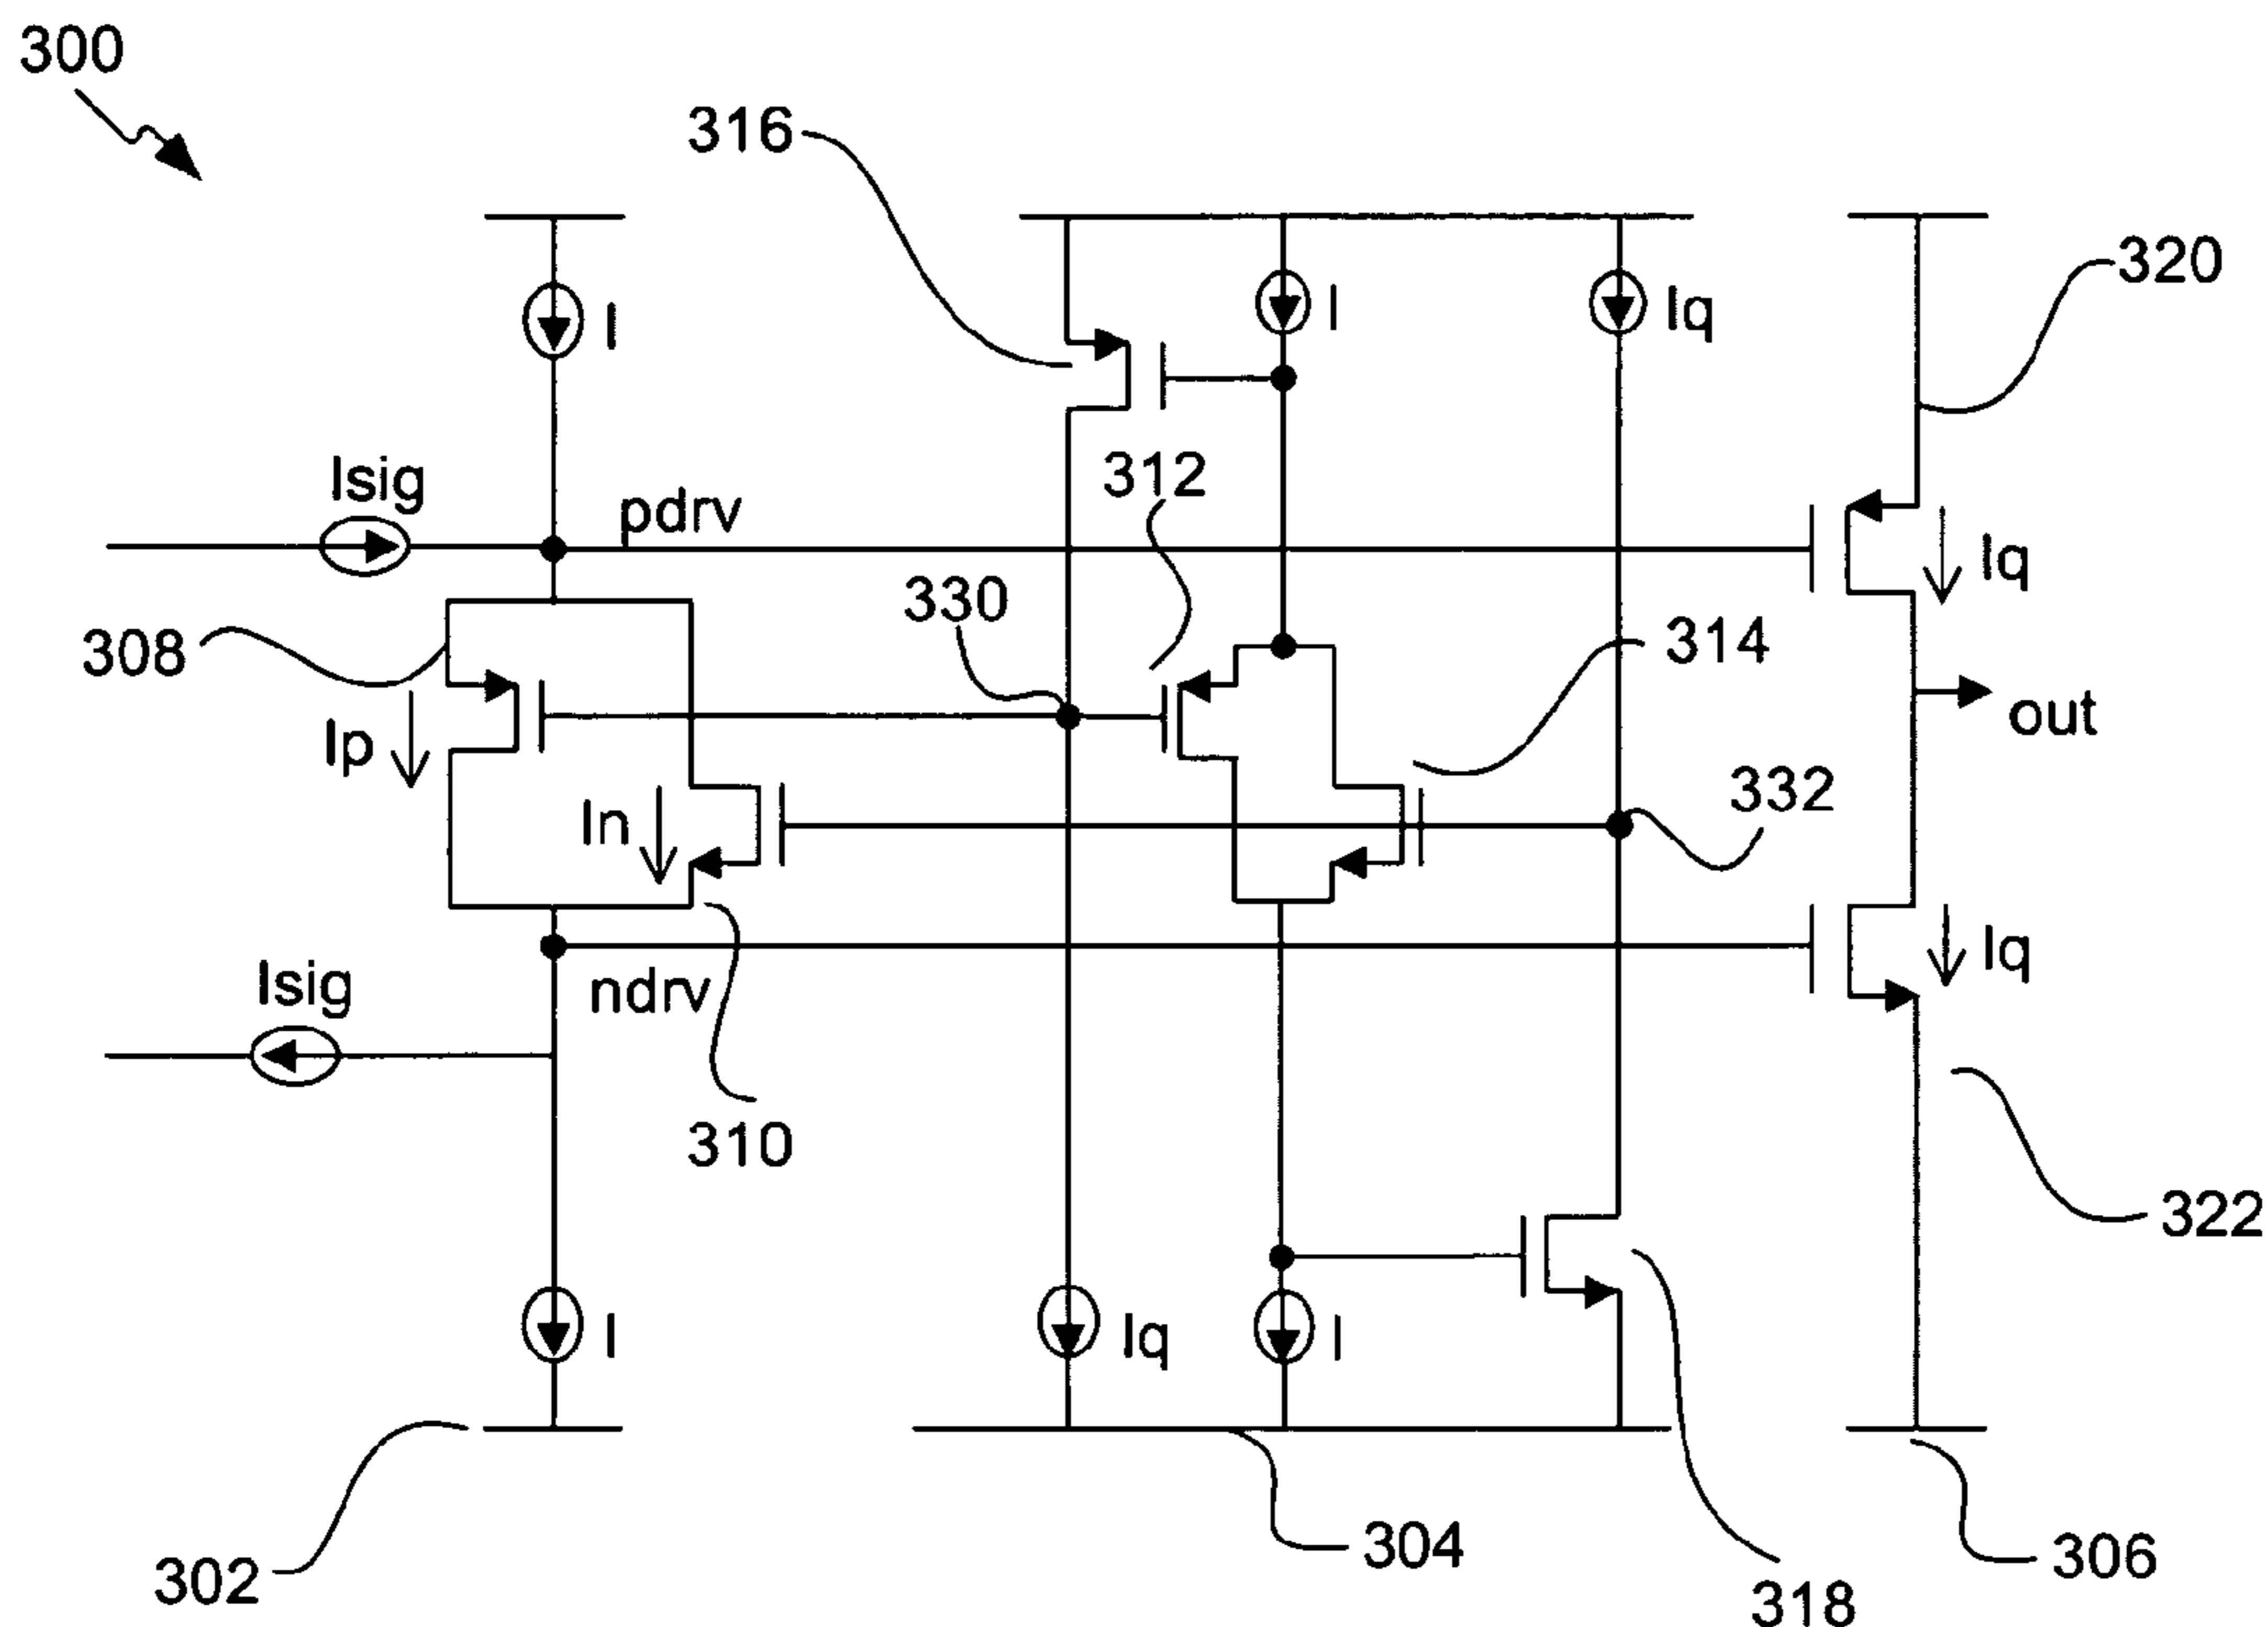 300
316
320
I
I
Iq
Isig
pdrv
312
Iq
330
314
308
Ip
out
In
332
Isig
ndrv
Iq
310
322
I
Iq
I
302
304
306
318